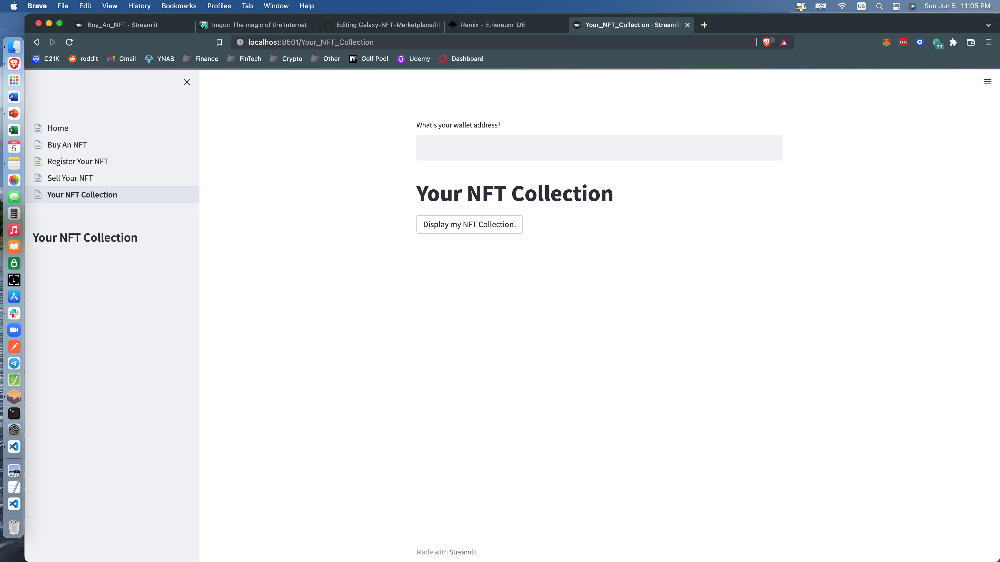 Brave File Edit View History Bookmarks Profiles Tab Window Help US Sun Jun 5 11:05 PM
Buy_An_NFT · Streamlit Imgur: The magic of the Internet Editing Galaxy-NFT-Marketplace/RE Remix - Ethereum IDE Your_NFT_Collection · Streamlit
localhost:8501/Your_NFT_Collection 1 99
C21K reddit Gmail YNAB Finance FinTech Crypto Other RYP Golf Pool Udemy Dashboard
Home
Buy An NFT
Register Your NFT
Sell Your NFT
Your NFT Collection
Your NFT Collection
What's your wallet address?
Your NFT Collection
Display my NFT Collection!
Made with Streamlit
W
P
X
JUN
5
L